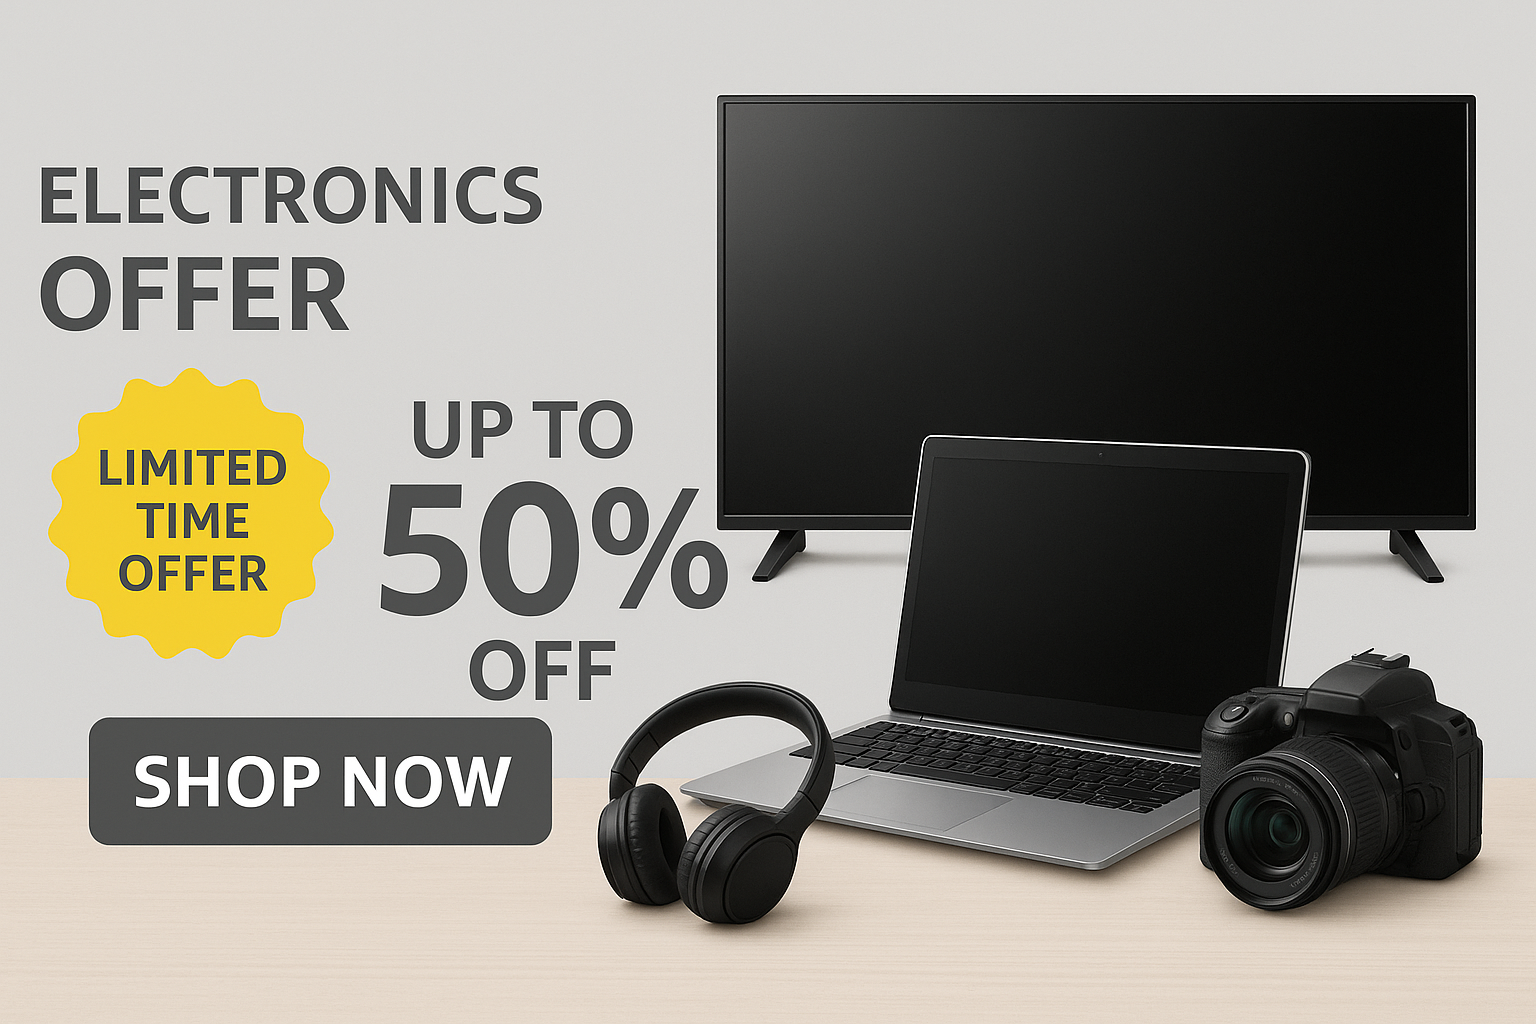 ELECTRONICS
OFFER
LIMITED
TIME
OFFER
UP TO
50%
OFF
SHOP NOW